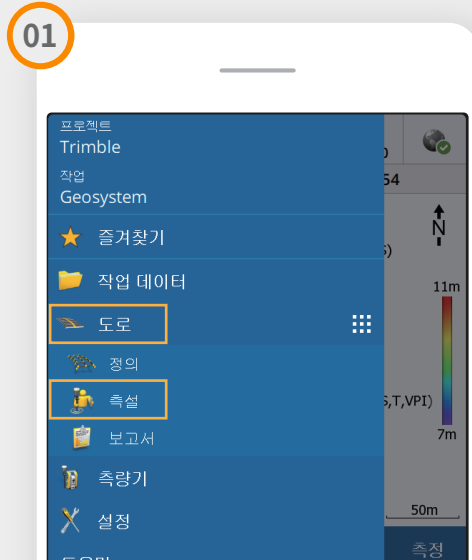 01
프로젝트
Trimble
작업
Geosystem
54
즐겨찾기
N
작업 데이터
11m
도로
정의
측설
S,T,VPI)
보고서
7m
측량기
50m
설정
측정